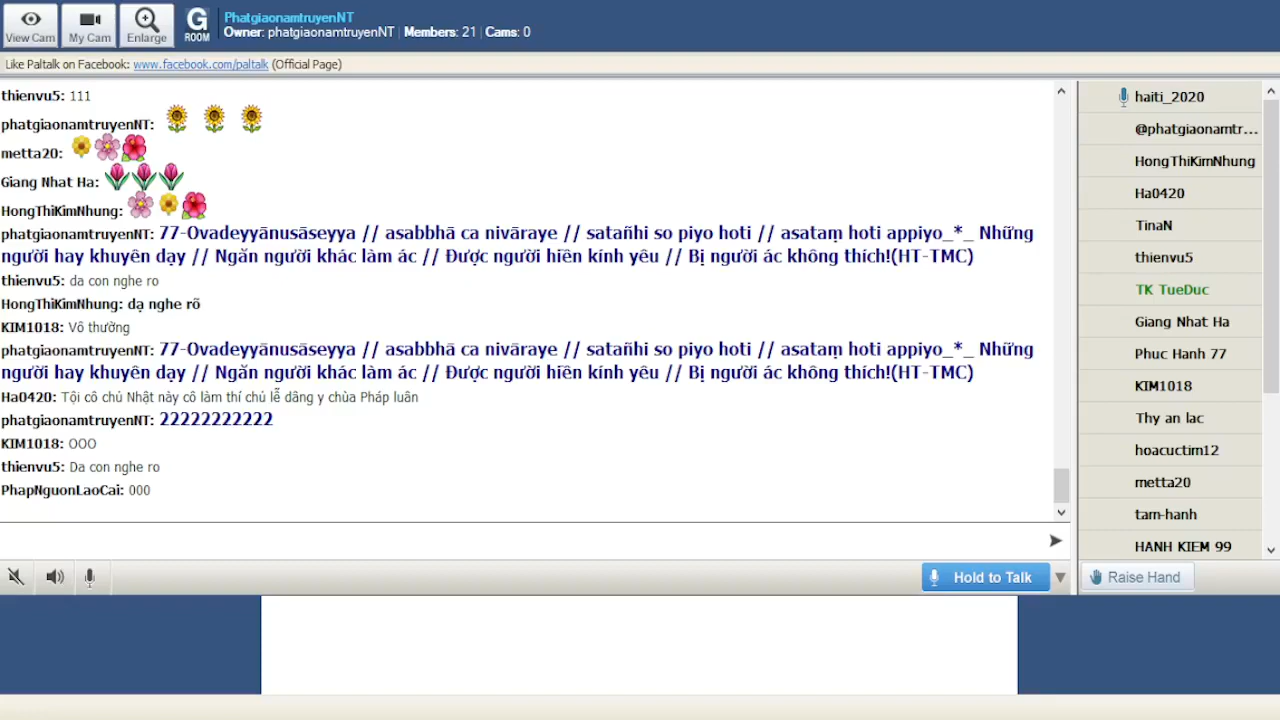 View Cam
My Cam
Enlarge
G
ROOM
PhatgiaonamtruyenNT
Owner: phatgiaonamtruyenNT | Members: 21 | Cams: 0
Like Paltalk on Facebook: www.facebook.com/paltalk (Official Page)
thienvu5: 111
phatgiaonamtruyenNT:
metta20:
Giang Nhat Ha:
HongThiKimNhung:
phatgiaonamtruyenNT: 77-Ovadeyyānusāseyya // asabbhā ca nivāraye // satañhi so piyo hoti // asataṃ hoti appiyo_*_ Những
người hay khuyên dạy // Ngăn người khác làm ác // Được người hiền kính yêu // Bị người ác không thích!(HT-TMC)
thienvu5: da con nghe ro
HongThiKimNhung: dạ nghe rõ
KIM1018: Vô thường
phatgiaonamtruyenNT: 77-Ovadeyyānusāseyya // asabbhā ca nivāraye // satañhi so piyo hoti // asataṃ hoti appiyo_*_ Những
người hay khuyên dạy // Ngăn người khác làm ác // Được người hiền kính yêu // Bị người ác không thích!(HT-TMC)
Ha0420: Tội cô chủ Nhật này cô làm thí chủ lễ dâng y chùa Pháp luân
phatgiaonamtruyenNT: 22222222222
KIM1018: OOO
thienvu5: Da con nghe ro
PhapNguonLaoCai: 000
Hold to Talk
haiti_2020
@phatgiaonamtr...
HongThiKimNhung
Ha0420
TinaN
thienvu5
TK TueDuc
Giang Nhat Ha
Phuc Hanh 77
KIM1018
Thy an lac
hoacuctim12
metta20
tam-hanh
HANH KIEM 99
Raise Hand